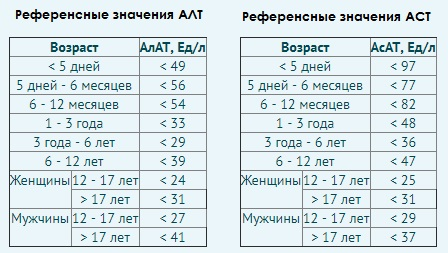 Референсные значения АЛТ
Возраст АлАТ, Ед/л
< 5 дней < 49
5 дней - 6 месяцев < 56
6 - 12 месяцев < 54
1 - 3 года < 33
3 года - 6 лет < 29
6 - 12 лет < 39
Женщины 12 - 17 лет < 24
> 17 лет < 31
Мужчины 12 - 17 лет < 27
> 17 лет < 41
Референсные значения АСТ
Возраст АсАТ, Ед/л
< 5 дней < 97
5 дней - 6 месяцев < 77
6 - 12 месяцев < 82
1 - 3 года < 48
3 года - 6 лет < 36
6 - 12 лет < 47
Женщины 12 - 17 лет < 25
> 17 лет < 31
Мужчины 12 - 17 лет < 29
> 17 лет < 37